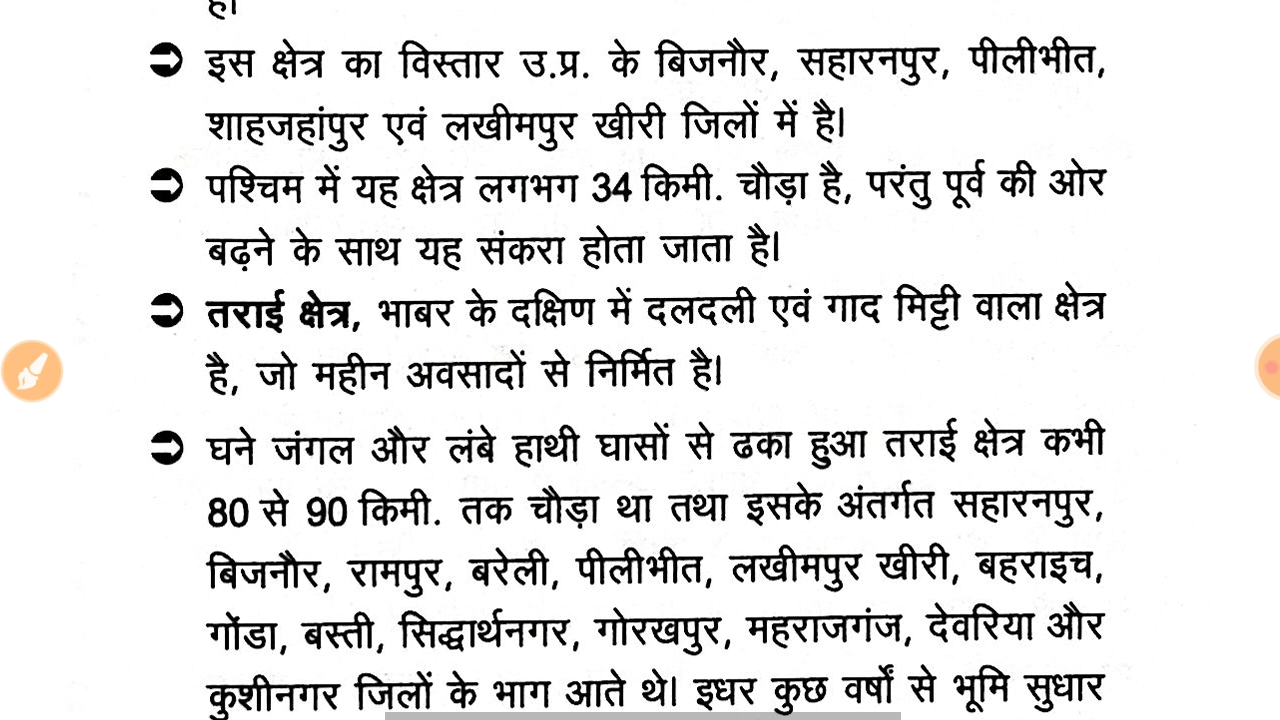 है।
➲ इस क्षेत्र का विस्तार उ.प्र. के बिजनौर, सहारनपुर, पीलीभीत,
शाहजहांपुर एवं लखीमपुर खीरी जिलों में है।
➲ पश्चिम में यह क्षेत्र लगभग 34 किमी. चौड़ा है, परंतु पूर्व की ओर
बढ़ने के साथ यह संकरा होता जाता है।
➲ तराई क्षेत्र, भाबर के दक्षिण में दलदली एवं गाद मिट्टी वाला क्षेत्र
है, जो महीन अवसादों से निर्मित है।
➲ घने जंगल और लंबे हाथी घासों से ढका हुआ तराई क्षेत्र कभी
80 से 90 किमी. तक चौड़ा था तथा इसके अंतर्गत सहारनपुर,
बिजनौर, रामपुर, बरेली, पीलीभीत, लखीमपुर खीरी, बहराइच,
गोंडा, बस्ती, सिद्धार्थनगर, गोरखपुर, महराजगंज, देवरिया और
कुशीनगर जिलों के भाग आते थे। इधर कुछ वर्षों से भूमि सुधार